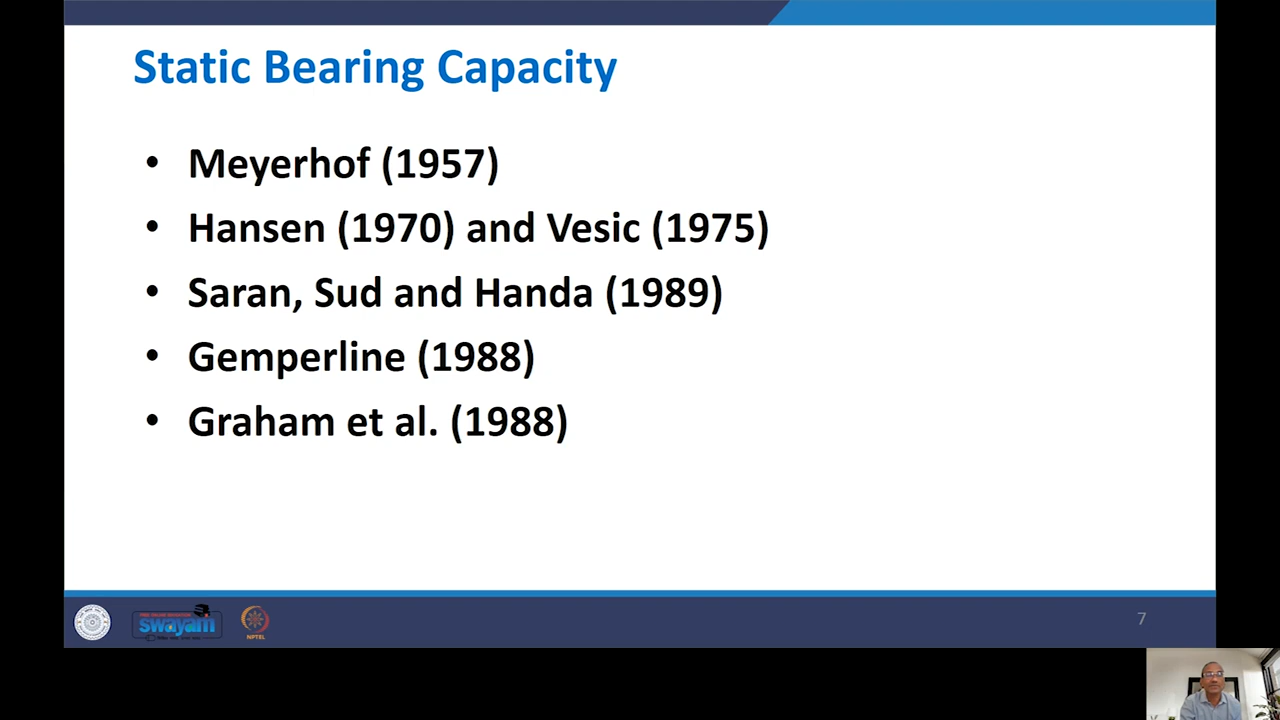 Static Bearing Capacity
• Meyerhof (1957)
• Hansen (1970) and Vesic (1975)
• Saran, Sud and Handa (1989)
• Gemperline (1988)
• Graham et al. (1988)
swayam
NPTEL
7